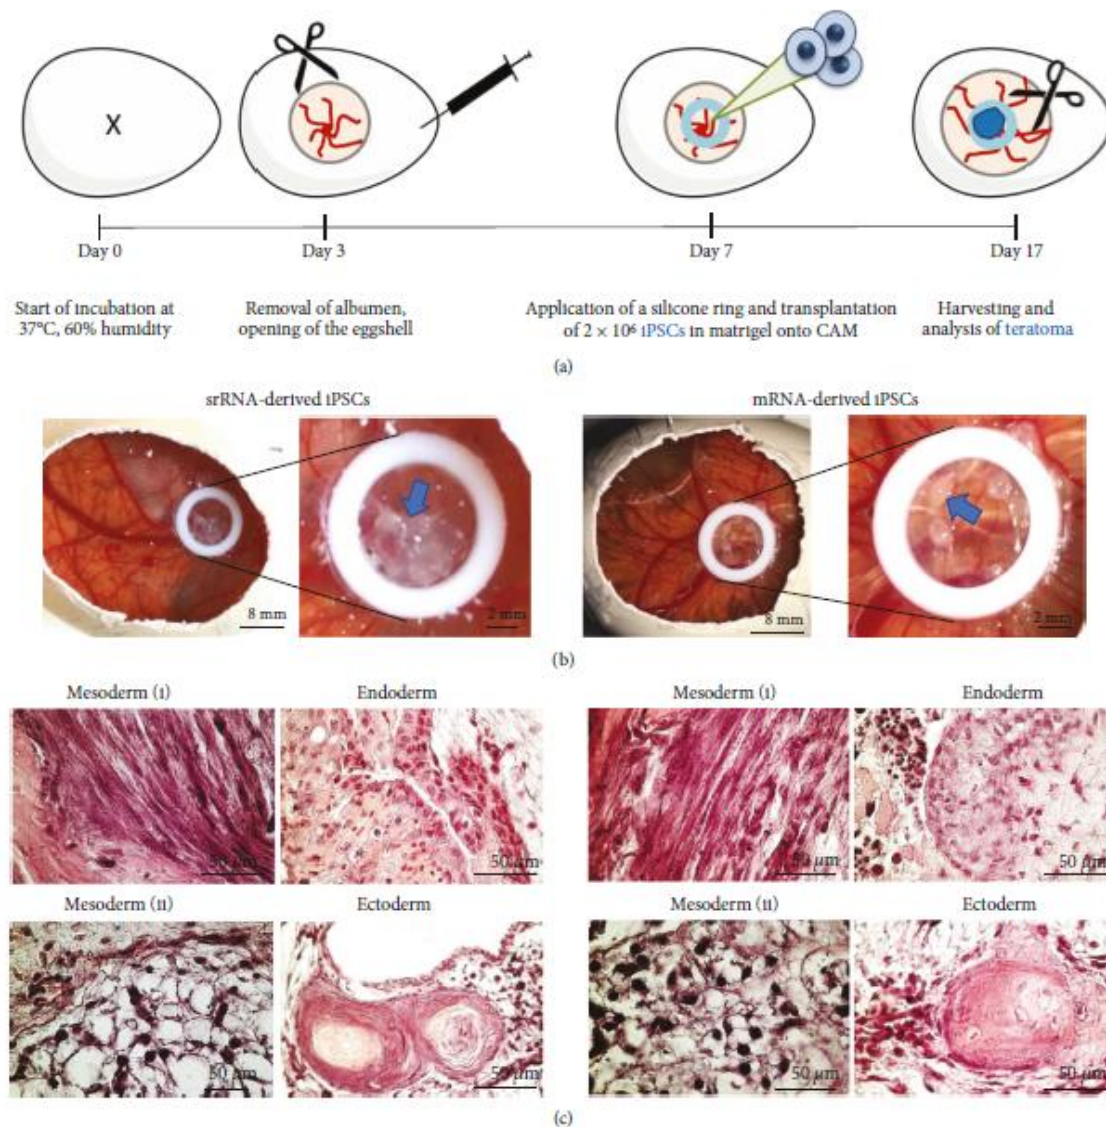 X
Day 0
Day 3
Day 7
Day 17
Start of incubation at
37°C, 60% humidity
Removal of albumen,
opening of the eggshell
Application of a silicone ring and transplantation
of 2 × 10⁶ iPSCs in matrigel onto CAM
Harvesting and
analysis of teratoma
(a)
srRNA-derived iPSCs
mRNA-derived iPSCs
8 mm
2 mm
8 mm
2 mm
(b)
Mesoderm (I)
Endoderm
Mesoderm (I)
Endoderm
50 μm
50 μm
50 μm
50 μm
Mesoderm (II)
Ectoderm
Mesoderm (II)
Ectoderm
50 μm
50 μm
50 μm
50 μm
(c)